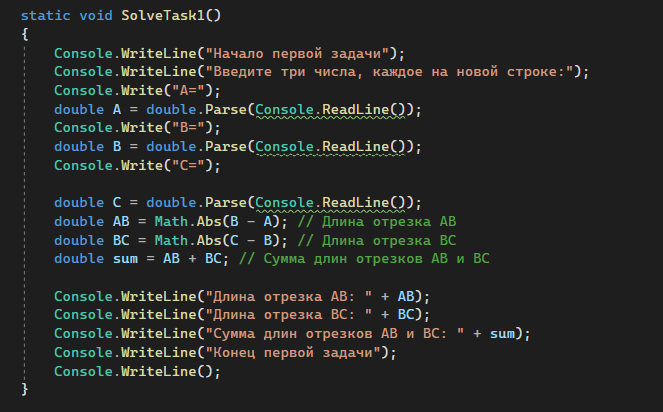 static void SolveTask1()
{
Console.WriteLine("Начало первой задачи");
Console.WriteLine("Введите три числа, каждое на новой строке:");
Console.Write("A=");
double A = double.Parse(Console.ReadLine());
Console.Write("B=");
double B = double.Parse(Console.ReadLine());
Console.Write("C=");
double C = double.Parse(Console.ReadLine());
double AB = Math.Abs(B - A); // Длина отрезка AB
double BC = Math.Abs(C - B); // Длина отрезка BC
double sum = AB + BC; // Сумма длин отрезков AB и BC
Console.WriteLine("Длина отрезка AB: " + AB);
Console.WriteLine("Длина отрезка BC: " + BC);
Console.WriteLine("Сумма длин отрезков AB и BC: " + sum);
Console.WriteLine("Конец первой задачи");
Console.WriteLine();
}